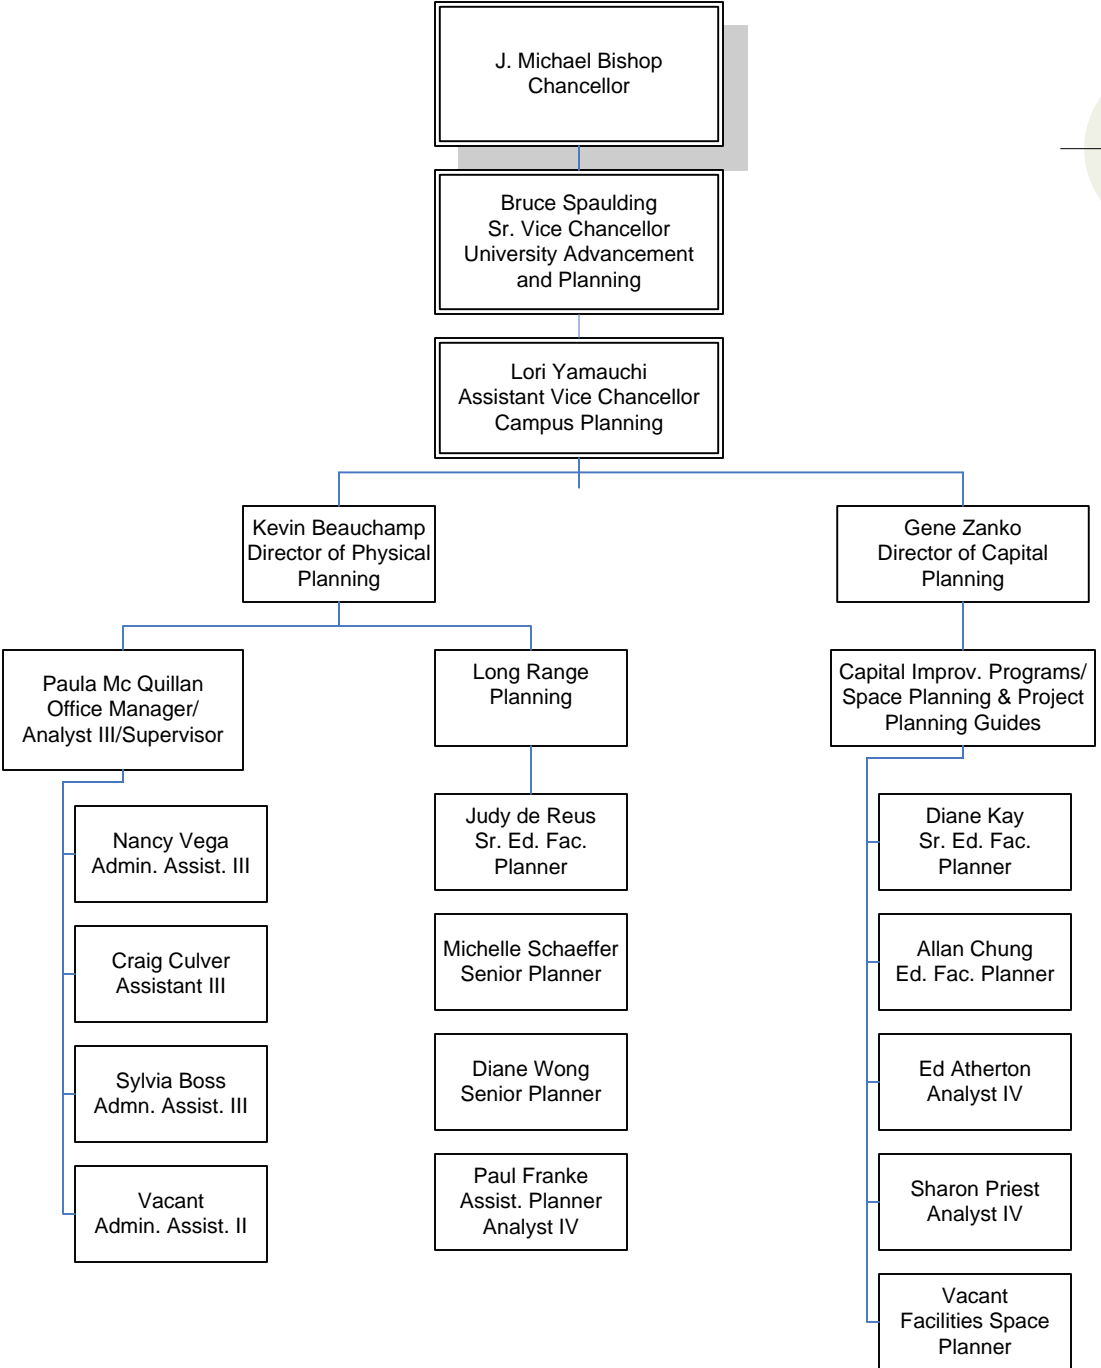 J. Michael Bishop
Chancellor
Bruce Spaulding
Sr. Vice Chancellor
University Advancement
and Planning
Lori Yamauchi
Assistant Vice Chancellor
Campus Planning
Kevin Beauchamp
Director of Physical
Planning
Gene Zanko
Director of Capital
Planning
Paula Mc Quillan
Office Manager/
Analyst III/Supervisor
Long Range
Planning
Capital Improv. Programs/
Space Planning & Project
Planning Guides
Nancy Vega
Admin. Assist. III
Craig Culver
Assistant III
Sylvia Boss
Admn. Assist. III
Vacant
Admin. Assist. II
Judy de Reus
Sr. Ed. Fac.
Planner
Michelle Schaeffer
Senior Planner
Diane Wong
Senior Planner
Paul Franke
Assist. Planner
Analyst IV
Diane Kay
Sr. Ed. Fac.
Planner
Allan Chung
Ed. Fac. Planner
Ed Atherton
Analyst IV
Sharon Priest
Analyst IV
Vacant
Facilities Space
Planner